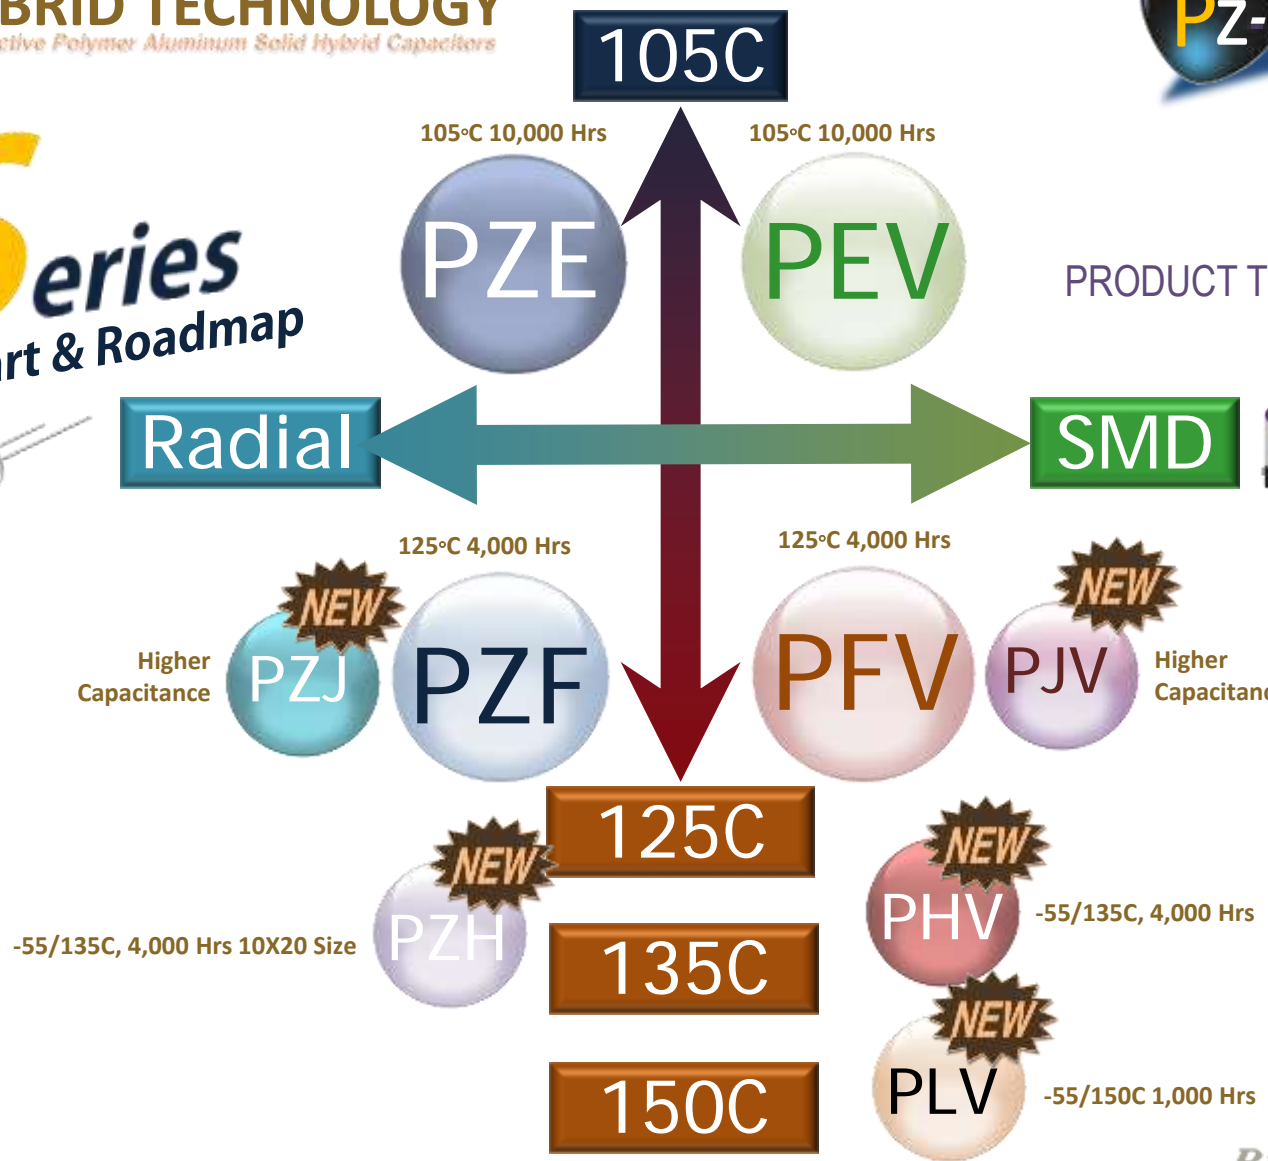 BRID TECHNOLOGY
ctive Polymer Aluminum Solid Hybrid Capacitors
105C
Pz-
105°C 10,000 Hrs
105°C 10,000 Hrs
PZE
PEV
Series
art & Roadmap
PRODUCT T
Radial
SMD
125°C 4,000 Hrs
125°C 4,000 Hrs
NEW
NEW
Higher
Capacitance
PZJ
PZF
PFV
PJV
Higher
Capacitanc
125C
NEW
NEW
PZH
PHV
-55/135C, 4,000 Hrs 10X20 Size
-55/135C, 4,000 Hrs
135C
NEW
PLV
-55/150C 1,000 Hrs
150C